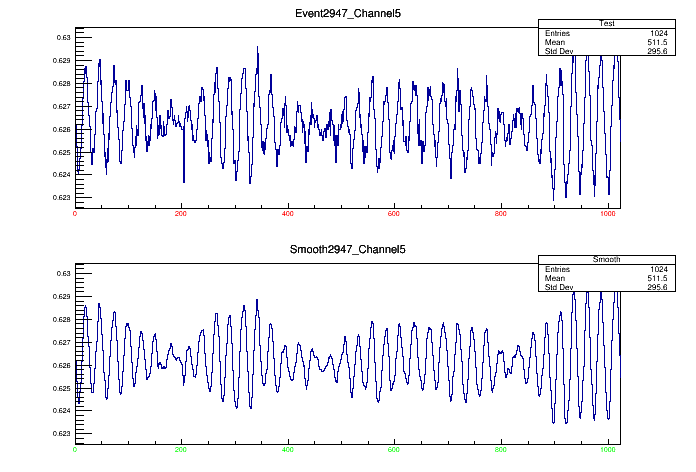 Event2947_Channel5
Test
Entries 1024
Mean 511.5
Std Dev 295.6
0.63
0.629
0.628
0.627
0.626
0.625
0.624
0.623
0 200 400 600 800 1000
Smooth2947_Channel5
Smooth
Entries 1024
Mean 511.5
Std Dev 295.6
0.63
0.629
0.628
0.627
0.626
0.625
0.624
0.623
0 200 400 600 800 1000